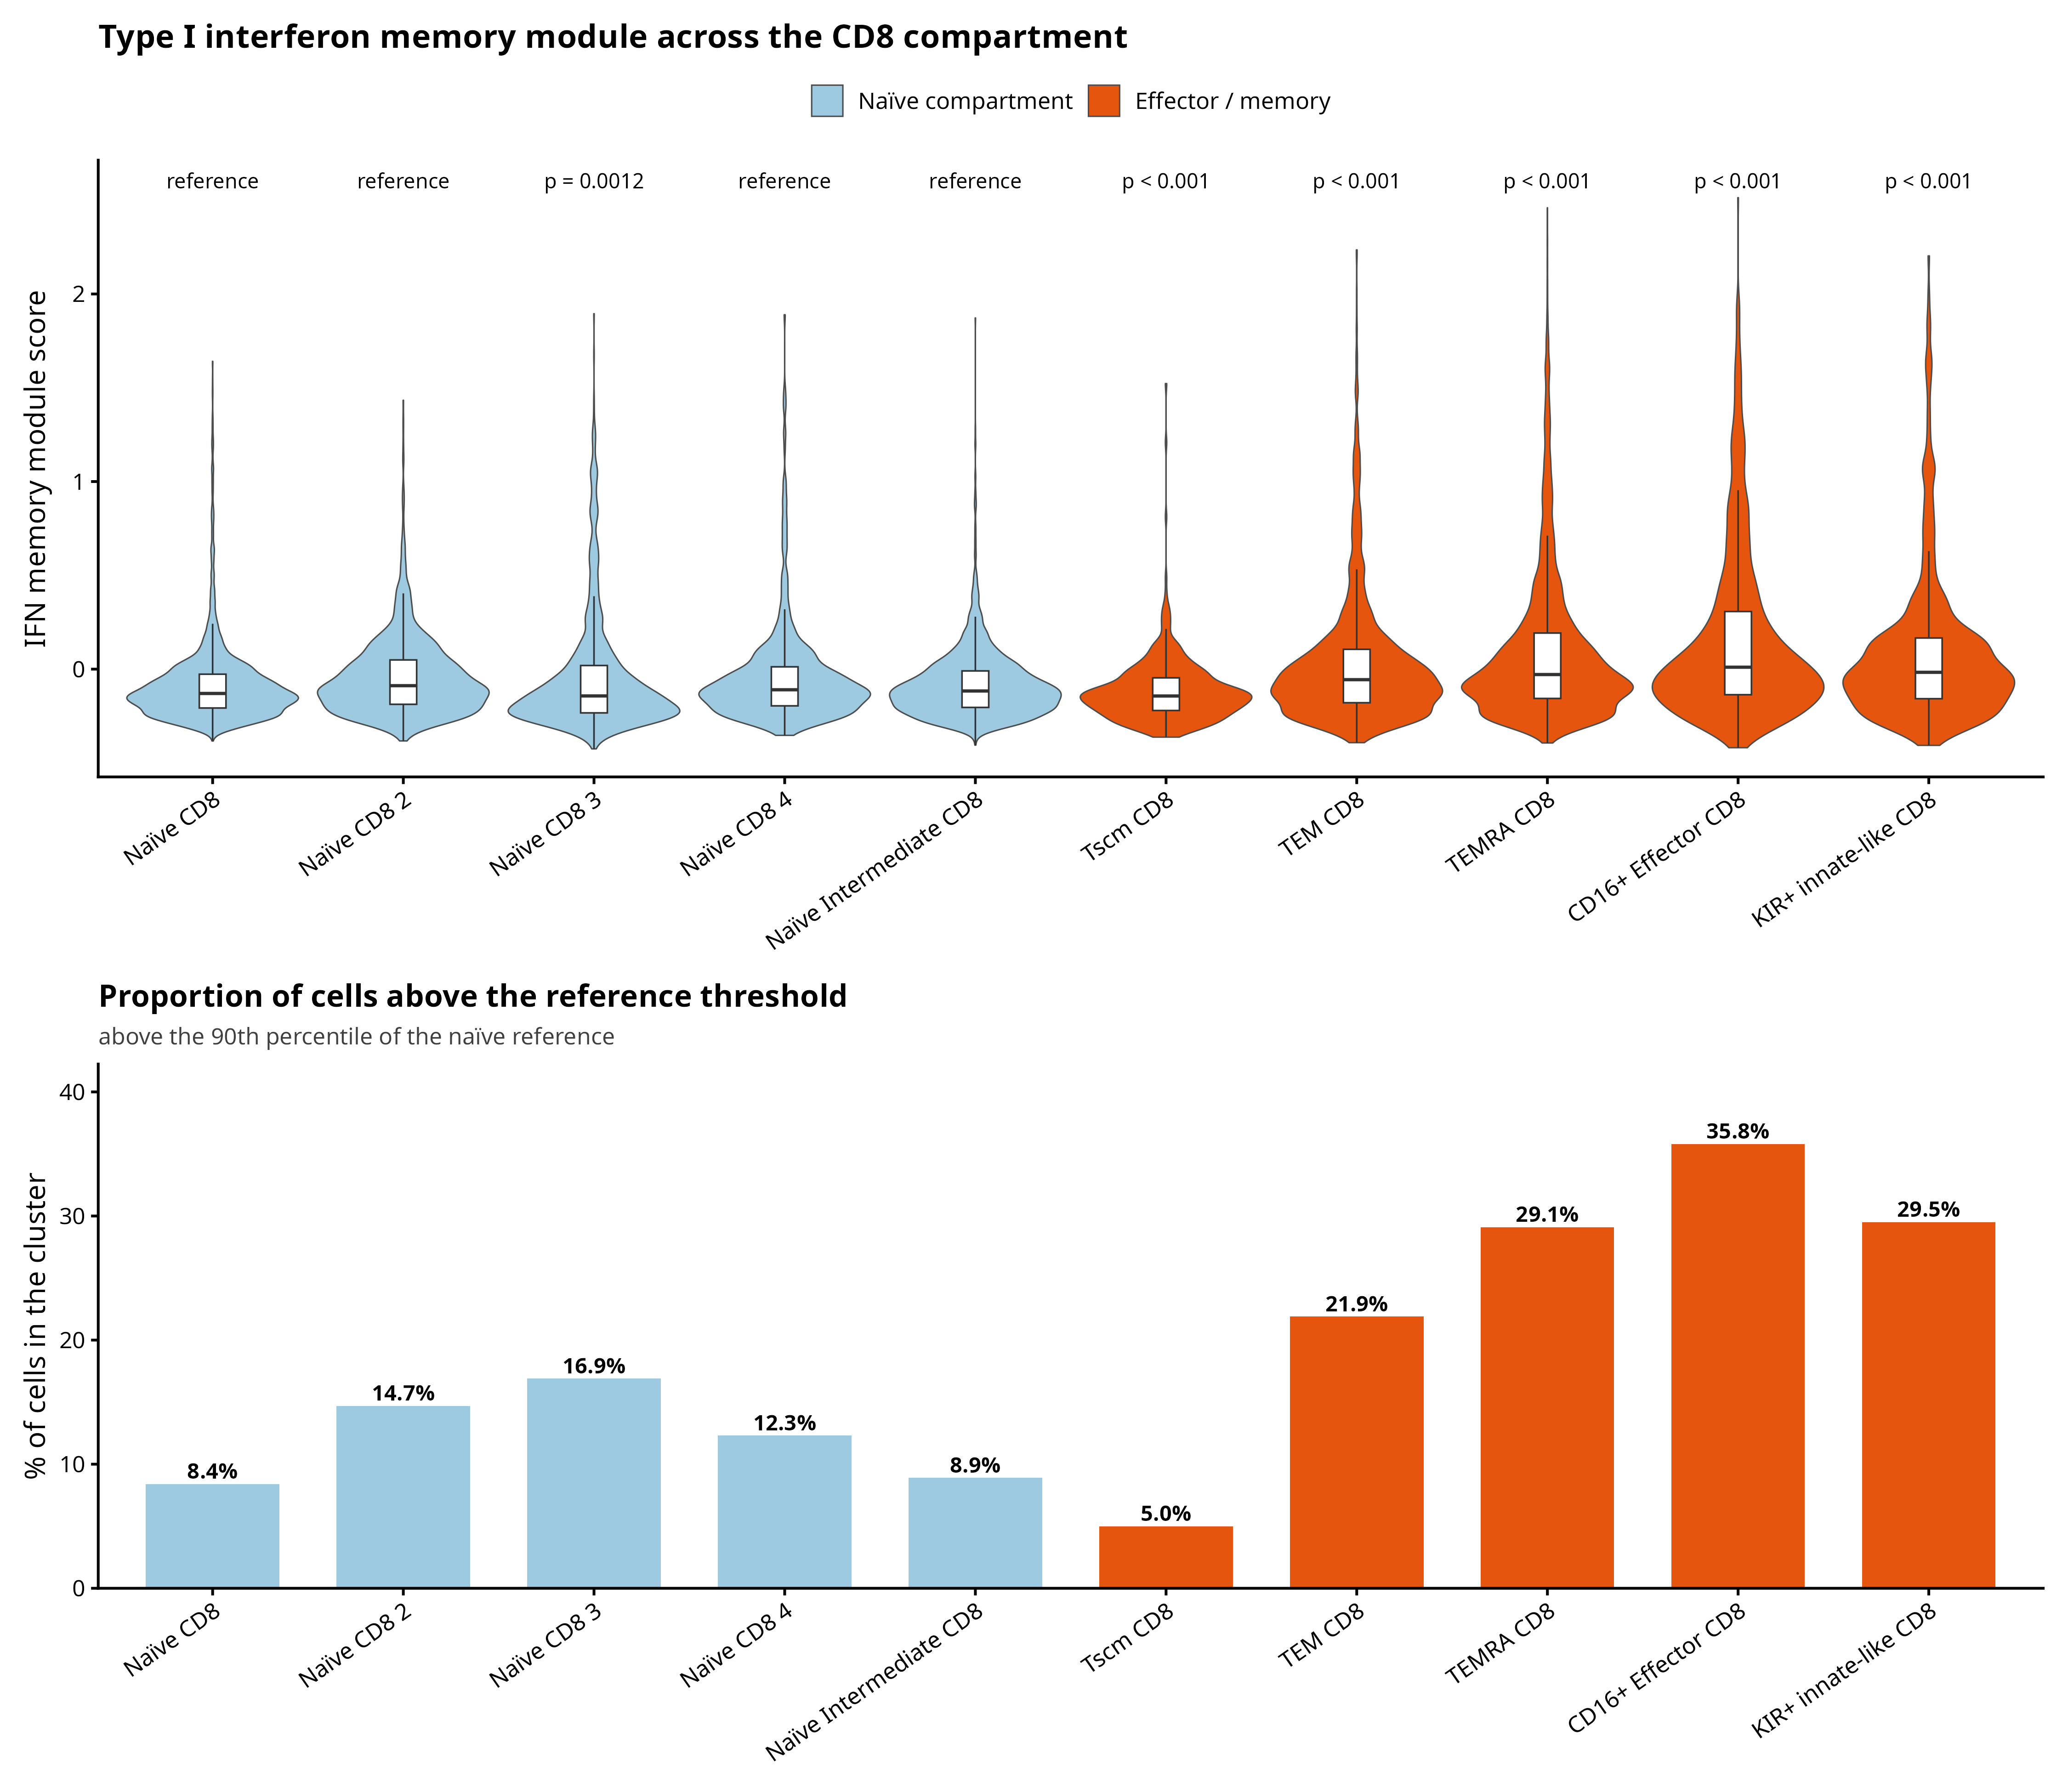 Type I interferon memory module across the CD8 compartment
Naïve compartment
Effector / memory
reference
reference
p = 0.0012
reference
reference
p < 0.001
p < 0.001
p < 0.001
p < 0.001
p < 0.001
IFN memory module score
2
1
0
Naïve CD8
Naïve CD8 2
Naïve CD8 3
Naïve CD8 4
Naïve Intermediate CD8
Tscm CD8
TEM CD8
TEMRA CD8
CD16+ Effector CD8
KIR+ innate-like CD8
Proportion of cells above the reference threshold
above the 90th percentile of the naïve reference
% of cells in the cluster
40
30
20
10
0
8.4%
14.7%
16.9%
12.3%
8.9%
5.0%
21.9%
29.1%
35.8%
29.5%
Naïve CD8
Naïve CD8 2
Naïve CD8 3
Naïve CD8 4
Naïve Intermediate CD8
Tscm CD8
TEM CD8
TEMRA CD8
CD16+ Effector CD8
KIR+ innate-like CD8